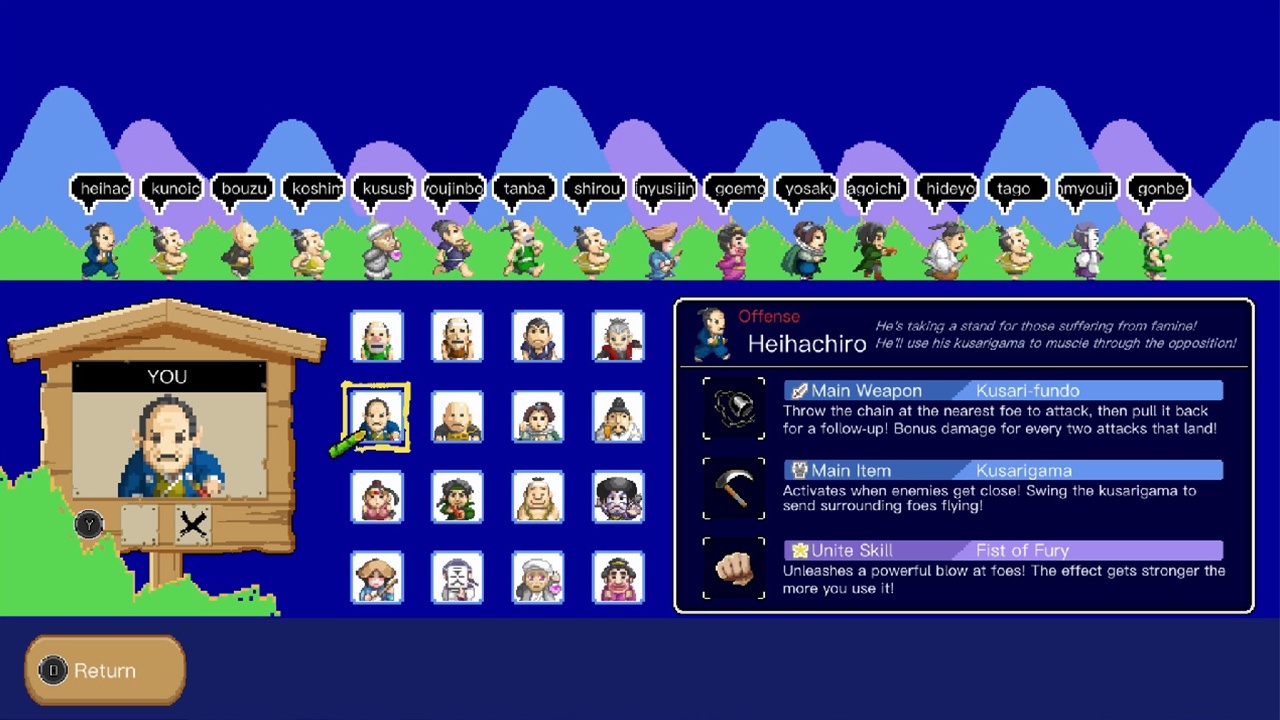 heihac
kunoic
bouzu
koshin
kusush
youjinbo
tanba
shirou
inyusijin
goemo
yosaku
agoichi
hideyo
tago
omyouji
gonbe
YOU
Y
Offense
Heihachiro
He's taking a stand for those suffering from famine!
He'll use his kusarigama to muscle through the opposition!
Main Weapon Kusari-fundo
Throw the chain at the nearest foe to attack, then pull it back
for a follow-up! Bonus damage for every two attacks that land!
Main Item Kusarigama
Activates when enemies get close! Swing the kusarigama to
send surrounding foes flying!
Unite Skill Fist of Fury
Unleashes a powerful blow at foes! The effect gets stronger the
more you use it!
Return